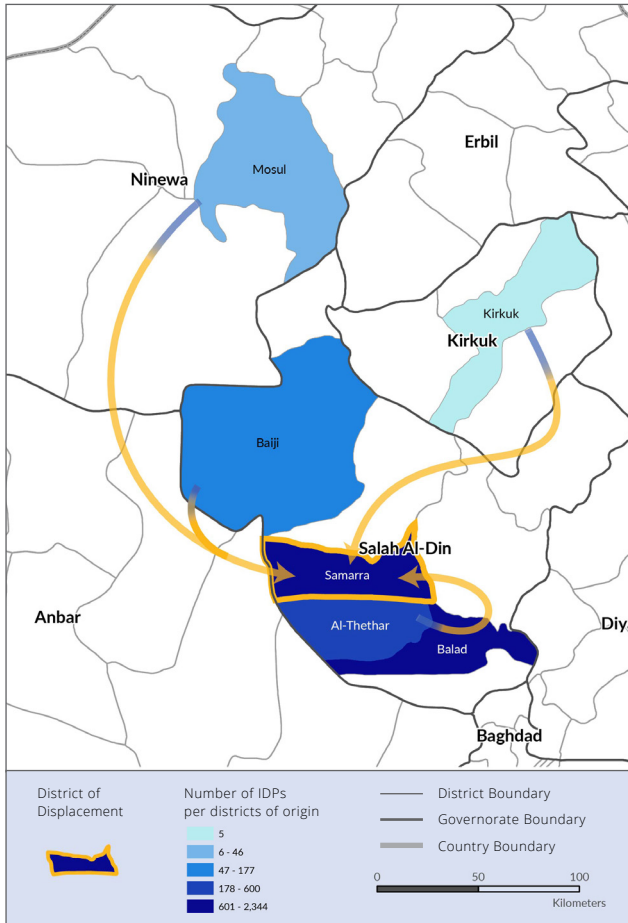 Erbil
Mosul
Ninewa
Kirkuk
Kirkuk
Baiji
Salah Al-Din
Samarra
Anbar
Al-Thethar
Diy
Balad
Baghdad
District of
Displacement
Number of IDPs
per districts of origin
5
6 - 46
47 - 177
178 - 600
601 - 2,344
District Boundary
Governorate Boundary
Country Boundary
0 50 100
Kilometers